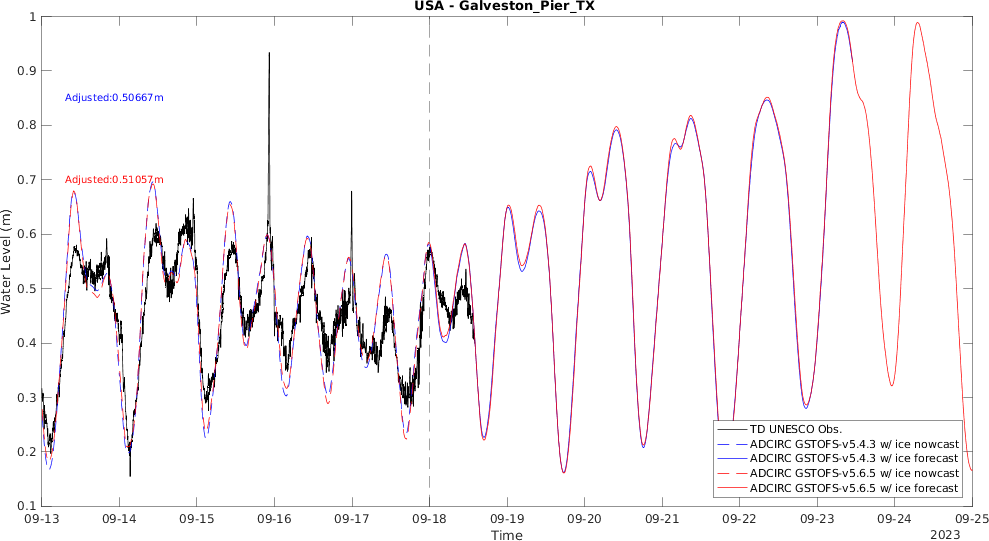 USA - Galveston_Pier_TX
1
0.9
0.8
0.7
0.6
0.5
0.4
0.3
0.2
0.1
Water Level (m)
Adjusted:0.50667m
Adjusted:0.51057m
TD UNESCO Obs.
ADCIRC GSTOFS-v5.4.3 w/ ice nowcast
ADCIRC GSTOFS-v5.4.3 w/ ice forecast
ADCIRC GSTOFS-v5.6.5 w/ ice nowcast
ADCIRC GSTOFS-v5.6.5 w/ ice forecast
09-13 09-14 09-15 09-16 09-17 09-18 09-19 09-20 09-21 09-22 09-23 09-24 09-25
Time
2023